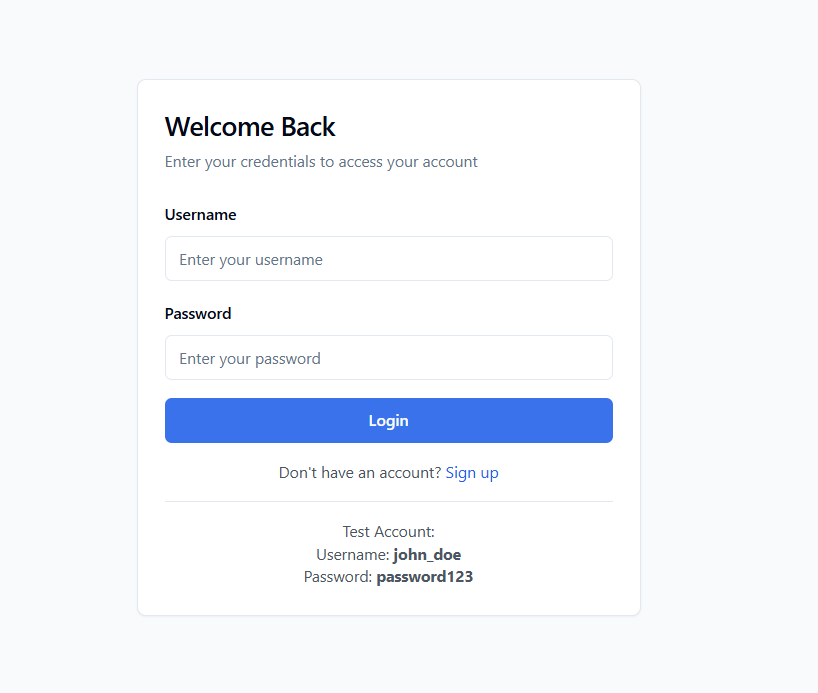 Welcome Back
Enter your credentials to access your account
Username
Enter your username
Password
Enter your password
Login
Don't have an account? Sign up
Test Account:
Username: john_doe
Password: password123